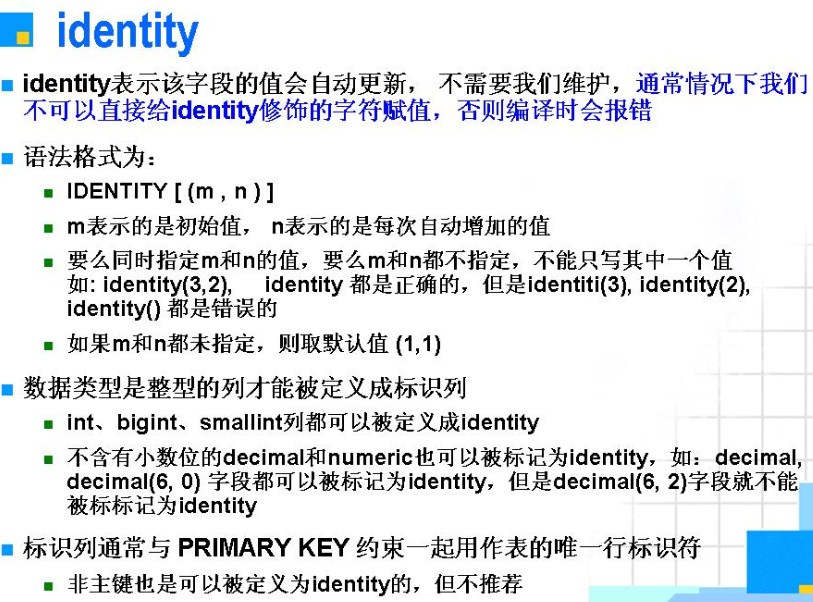 identity
identity表示该字段的值会自动更新， 不需要我们维护，通常情况下我们
不可以直接给identity修饰的字符赋值，否则编译时会报错
语法格式为：
IDENTITY [ (m , n ) ]
m表示的是初始值， n表示的是每次自动增加的值
要么同时指定m和n的值，要么m和n都不指定，不能只写其中一个值
如: identity(3,2), identity 都是正确的，但是identiti(3), identity(2),
identity() 都是错误的
如果m和n都未指定，则取默认值 (1,1)
数据类型是整型的列才能被定义成标识列
int、bigint、smallint列都可以被定义成identity
不含有小数位的decimal和numeric也可以被标记为identity，如：decimal,
decimal(6, 0) 字段都可以被标记为identity，但是decimal(6, 2)字段就不能
被标标记为identity
标识列通常与 PRIMARY KEY 约束一起用作表的唯一行标识符
非主键也是可以被定义为identity的，但不推荐